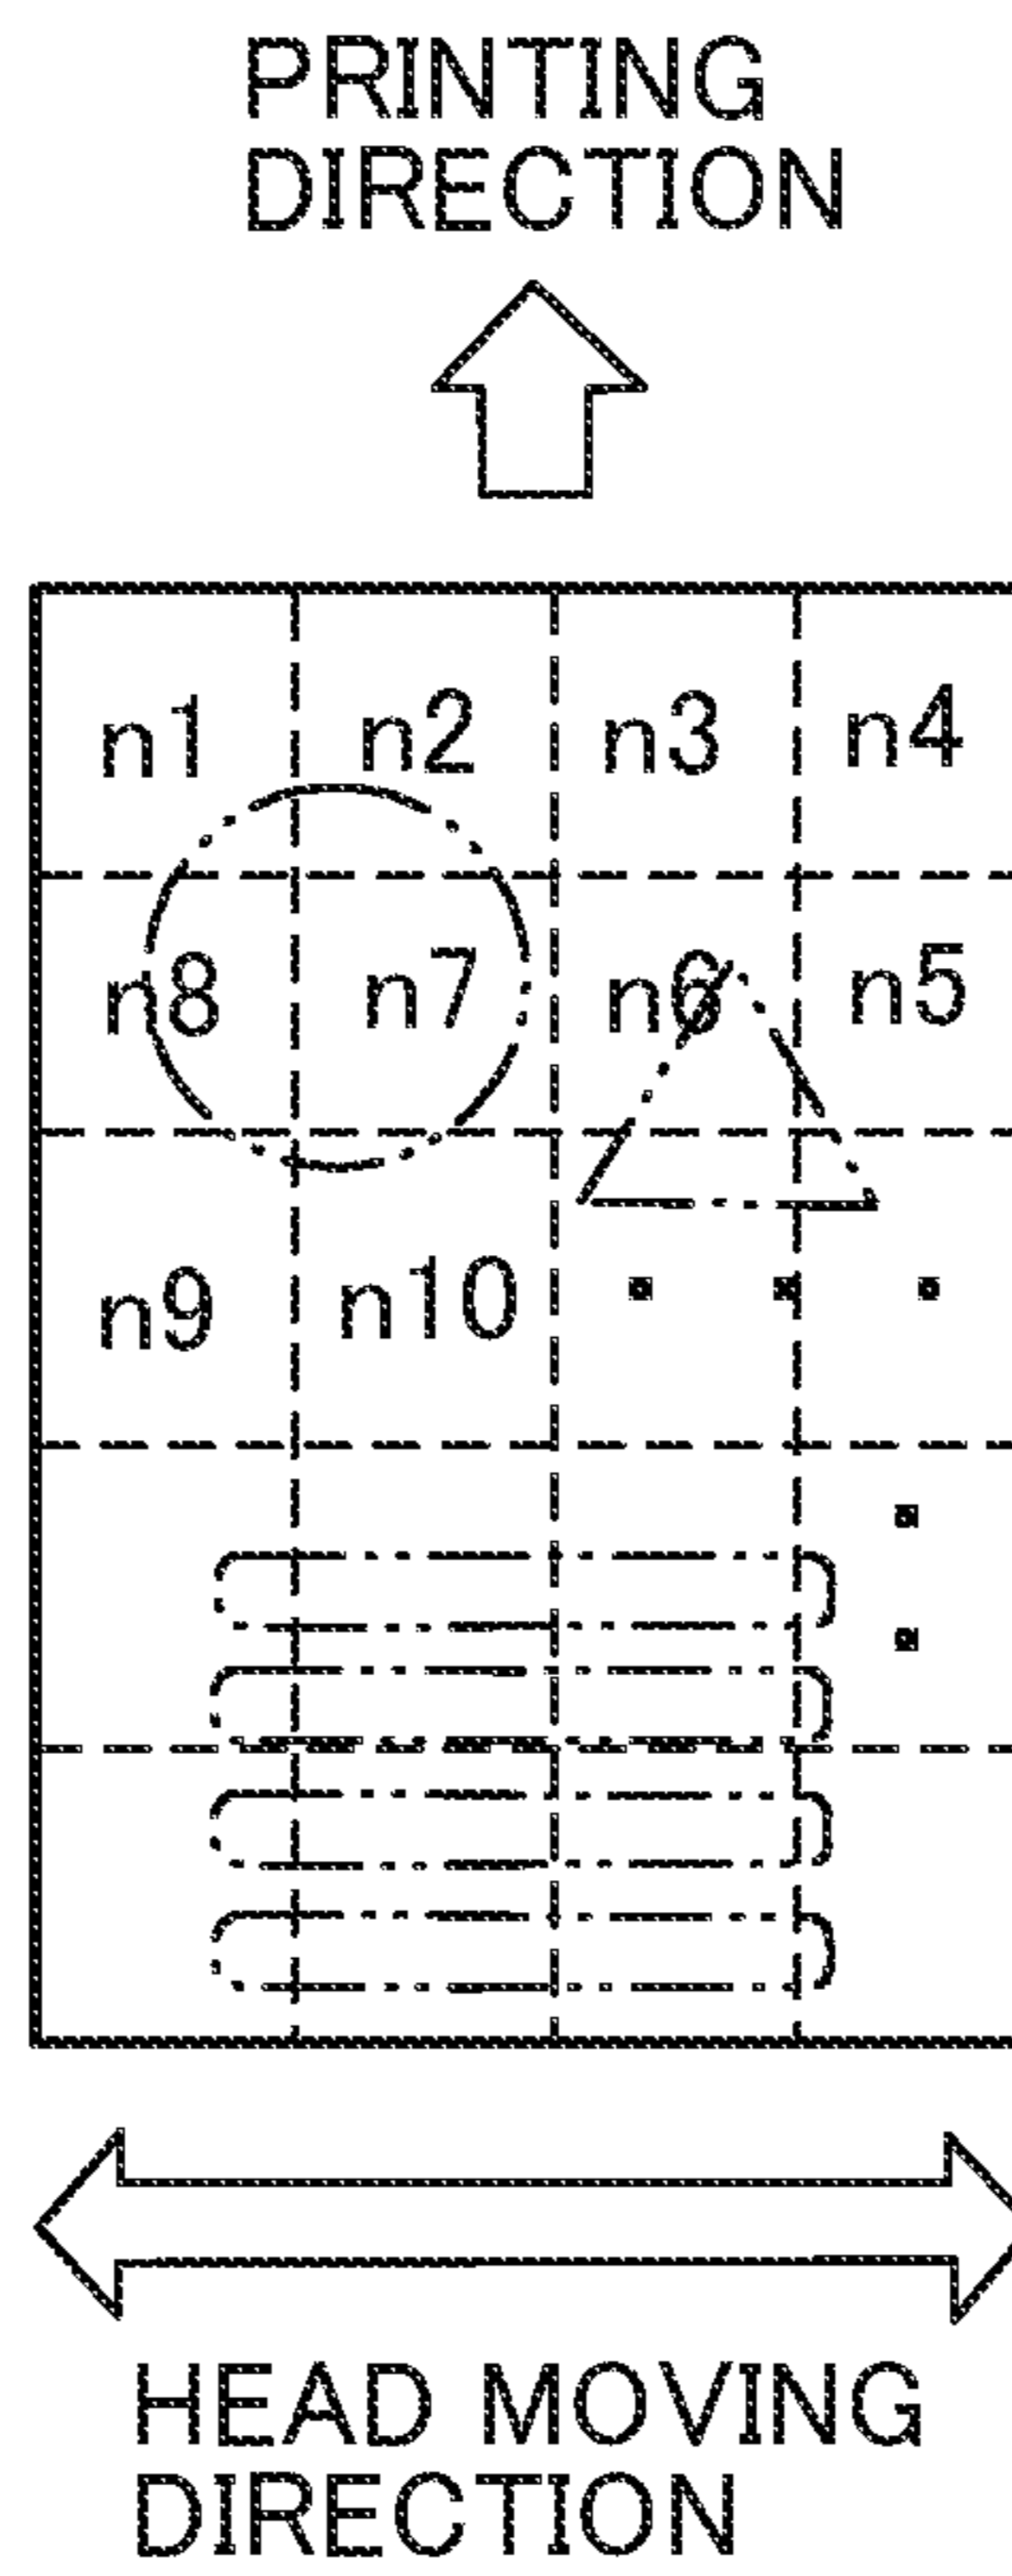 PRINTING
DIRECTION
n1 n2 n3 n4
n8 n7 n6 n5
n9 n10
HEAD MOVING
DIRECTION